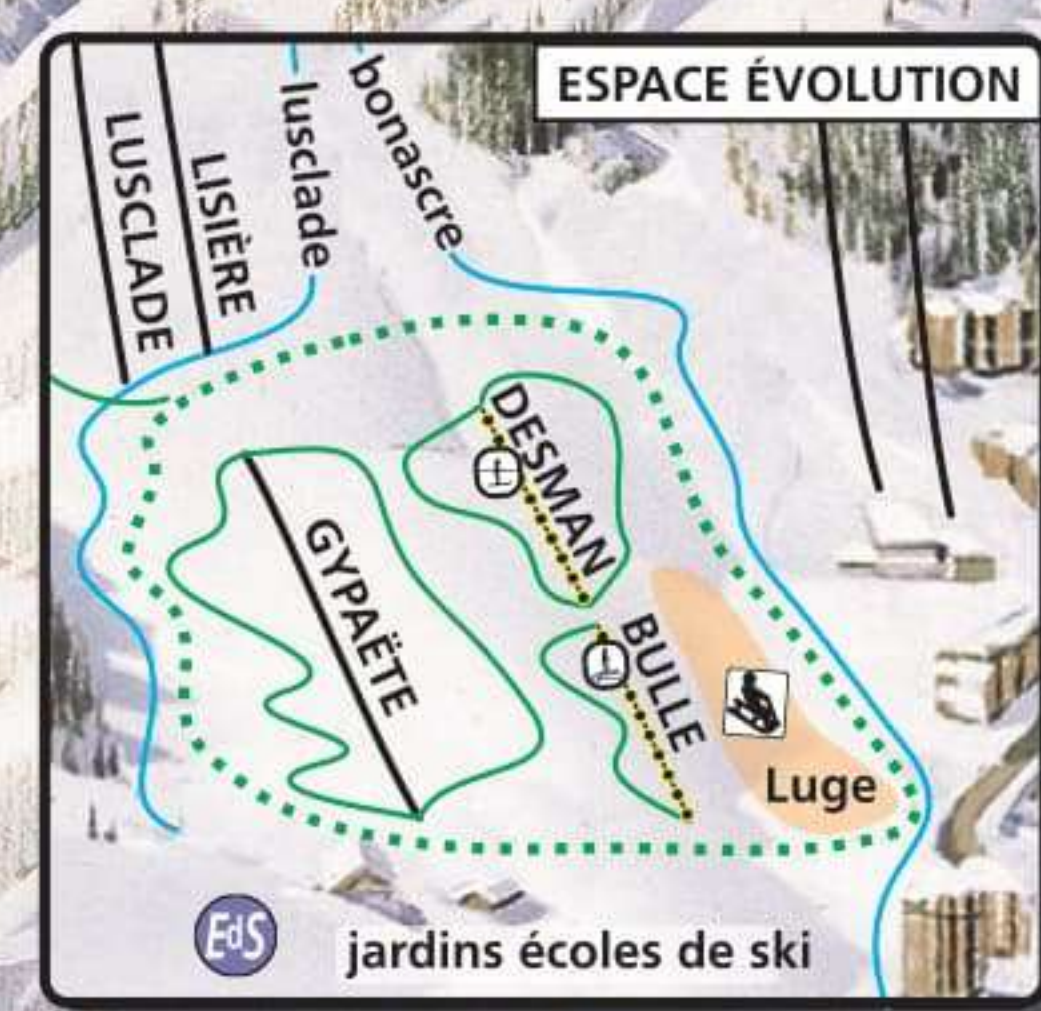 ESPACE ÉVOLUTION
LUSCLADE
LISIÈRE
lusclade
bonascre
DESMAN
GYPAËTE
BULLE
Luge
EdS
jardins écoles de ski